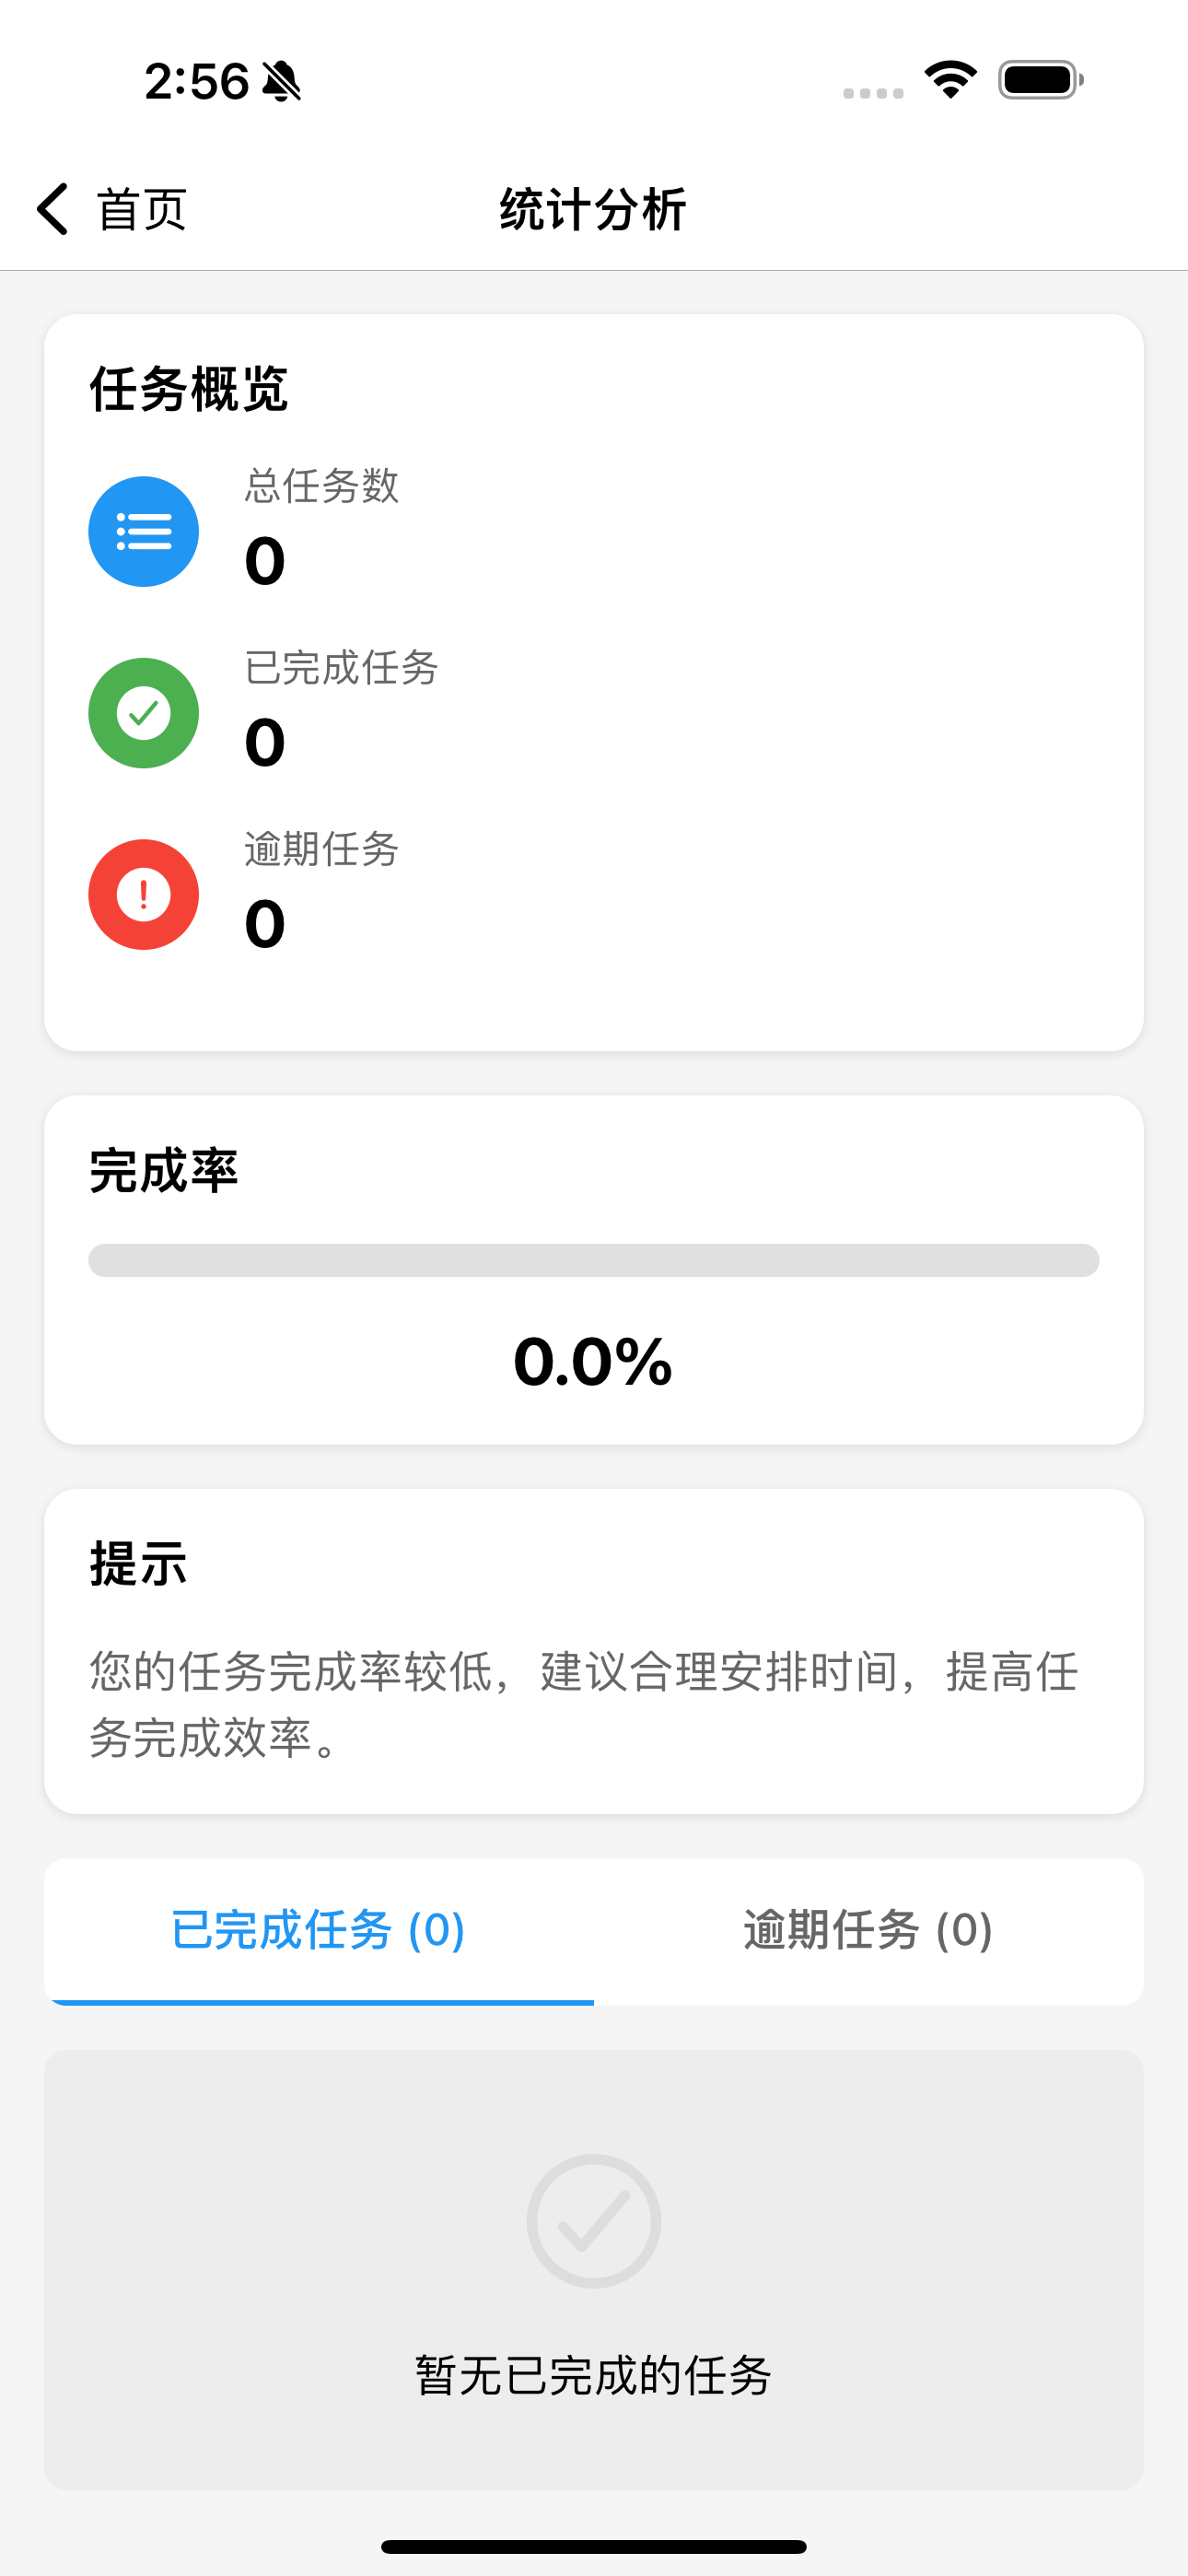 2:56
首页
统计分析
任务概览
总任务数
0
已完成任务
0
逾期任务
0
完成率
0.0%
提示
您的任务完成率较低，建议合理安排时间，提高任
务完成效率。
已完成任务 (0)
逾期任务 (0)
暂无已完成的任务